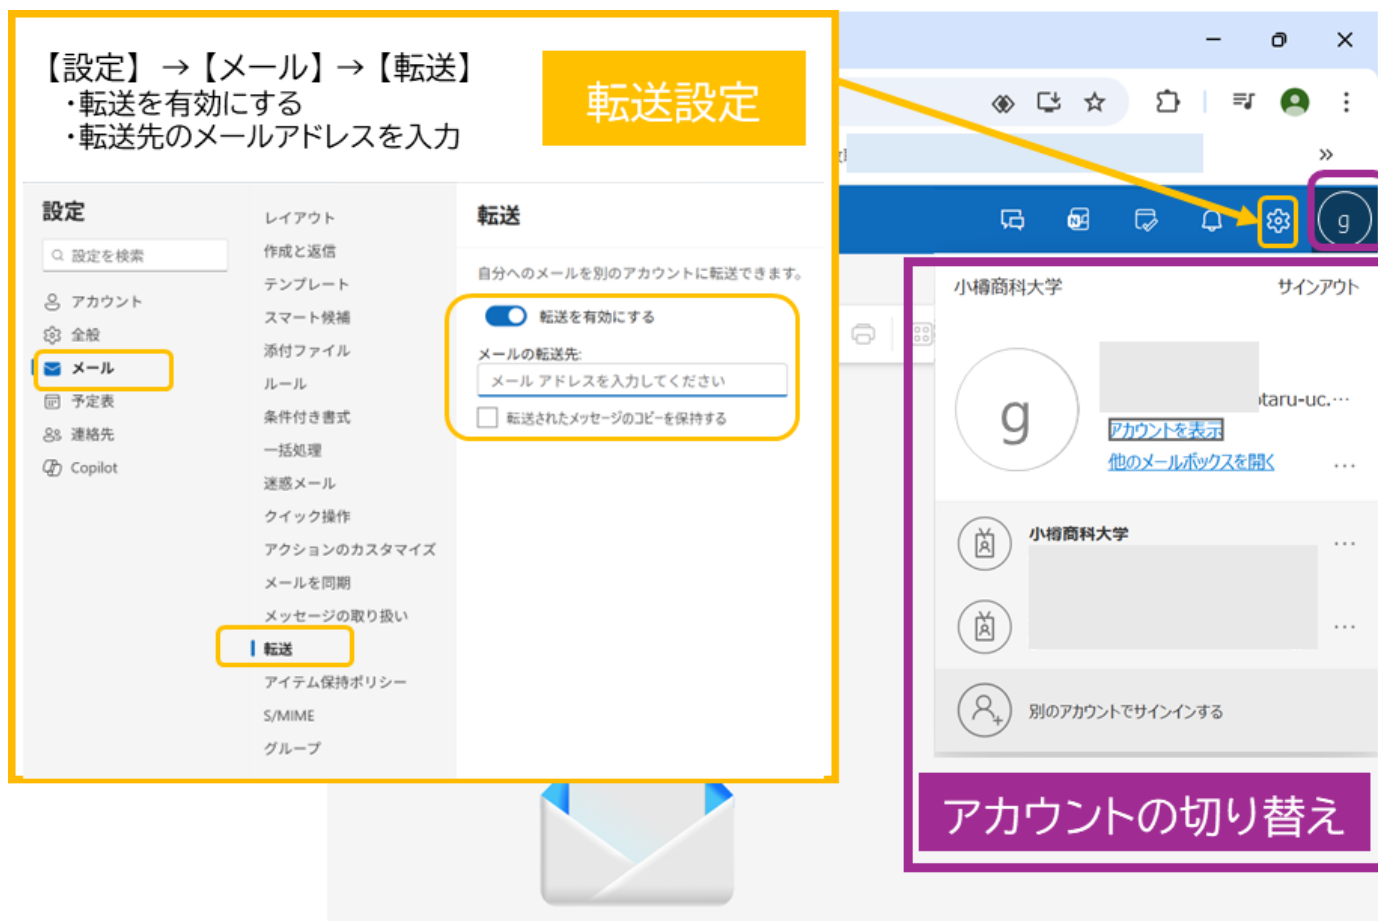 【設定】→【メール】→【転送】
・転送を有効にする
・転送先のメールアドレスを入力
転送設定
設定
設定を検索
アカウント
全般
メール
予定表
連絡先
Copilot
レイアウト
作成と返信
テンプレート
スマート候補
添付ファイル
ルール
条件付き書式
一括処理
迷惑メール
クイック操作
アクションのカスタマイズ
メールを同期
メッセージの取り扱い
転送
アイテム保持ポリシー
S/MIME
グループ
転送
自分へのメールを別のアカウントに転送できます。
転送を有効にする
メールの転送先:
メール アドレスを入力してください
転送されたメッセージのコピーを保持する
g
小樽商科大学
サインアウト
g
otaru-uc.…
アカウントを表示
他のメールボックスを開く
小樽商科大学
別のアカウントでサインインする
アカウントの切り替え